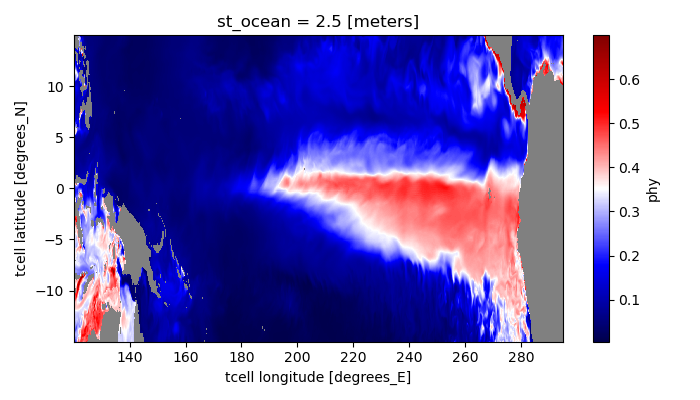 st_ocean = 2.5 [meters]
10
5
0
−5
−10
tcell latitude [degrees_N]
140 160 180 200 220 240 260 280
tcell longitude [degrees_E]
0.6
0.5
0.4
0.3
0.2
0.1
phy